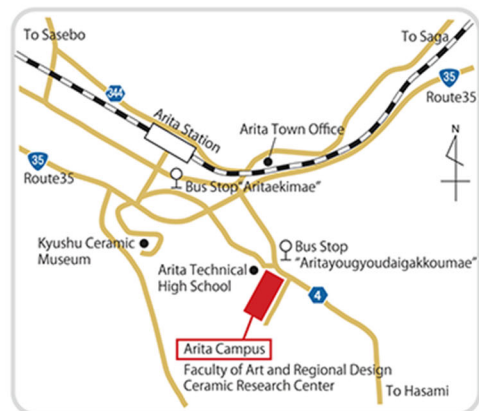 To Sasebo
To Saga
344
35
Route35
Arita Station
Arita Town Office
N
35
Route35
Bus Stop"Aritaekimae"
Kyushu Ceramic
Museum
Bus Stop
"Aritayougyoudaigakkoumae"
Arita Technical
High School
4
Arita Campus
Faculty of Art and Regional Design
Ceramic Research Center
To Hasami